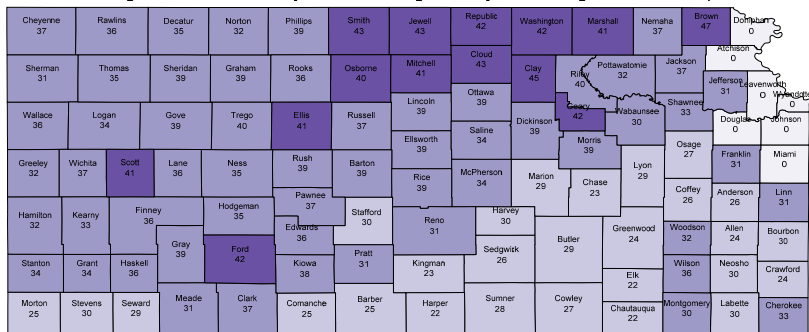 Cheyenne
37
Rawlins
36
Decatur
35
Norton
32
Phillips
39
Smith
43
Jewell
43
Republic
42
Washington
42
Marshall
41
Nemaha
37
Brown
47
Doniphan
0
Atchison
0
Sherman
31
Thomas
35
Sheridan
39
Graham
39
Rooks
36
Osborne
40
Mitchell
41
Cloud
43
Clay
45
Riley
40
Pottawatomie
32
Jackson
37
Jefferson
31
Leavenworth
0
Wyandotte
0
Wallace
36
Logan
34
Gove
39
Trego
40
Ellis
41
Russell
37
Lincoln
39
Ottawa
39
Dickinson
39
Geary
42
Wabaunsee
30
Shawnee
33
Douglas
0
Johnson
0
Ellsworth
39
Saline
34
Morris
39
Osage
27
Franklin
31
Miami
0
Greeley
32
Wichita
37
Scott
41
Lane
36
Ness
35
Rush
39
Barton
39
Rice
39
McPherson
34
Marion
29
Chase
23
Lyon
29
Coffey
26
Anderson
26
Linn
31
Hamilton
32
Kearny
33
Finney
36
Hodgeman
35
Pawnee
37
Stafford
30
Edwards
36
Reno
31
Harvey
30
Butler
29
Greenwood
24
Woodson
32
Allen
24
Bourbon
30
Gray
39
Ford
42
Kiowa
38
Pratt
31
Kingman
23
Sedgwick
26
Elk
22
Wilson
36
Neosho
30
Crawford
24
Stanton
34
Grant
34
Haskell
36
Morton
25
Stevens
30
Seward
29
Meade
31
Clark
37
Comanche
25
Barber
25
Harper
22
Sumner
28
Cowley
27
Chautauqua
22
Montgomery
30
Labette
30
Cherokee
33